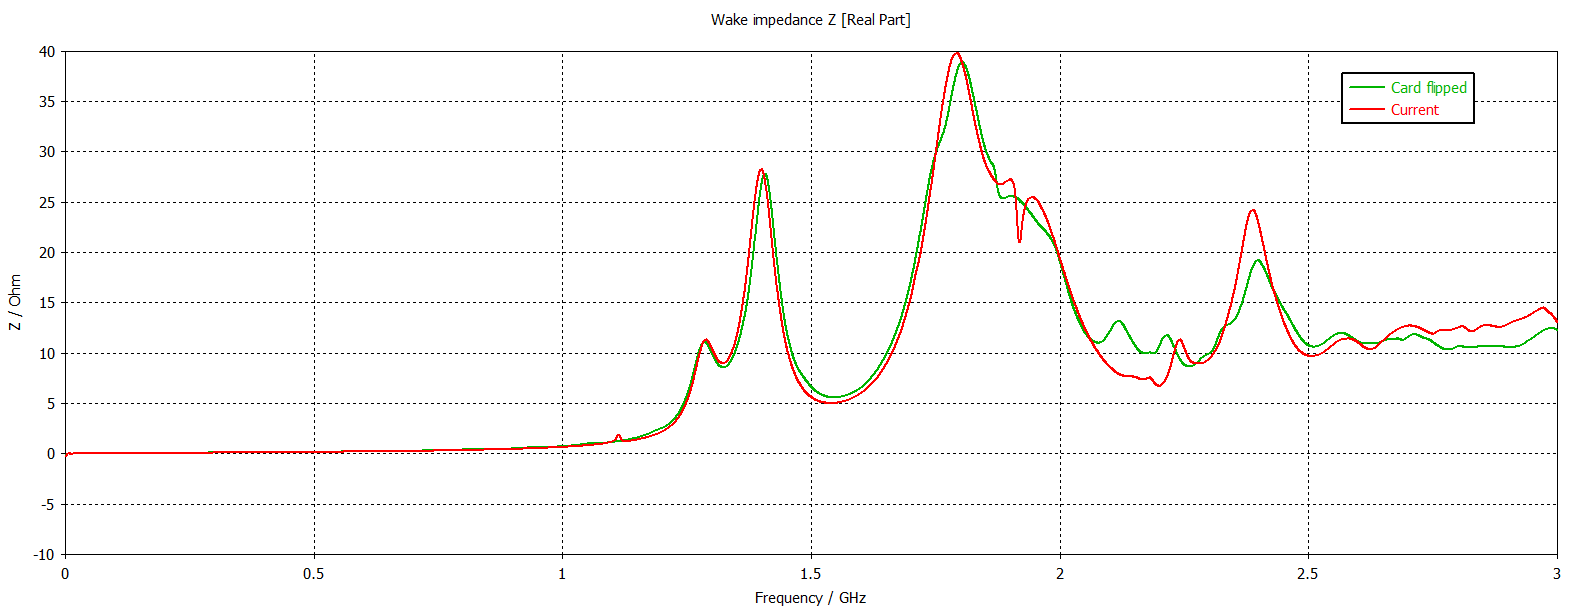 Wake impedance Z [Real Part]
40
35
30
25
20
15
10
5
0
-5
-10
Z / Ohm
Card flipped
Current
0 0.5 1 1.5 2 2.5 3
Frequency / GHz